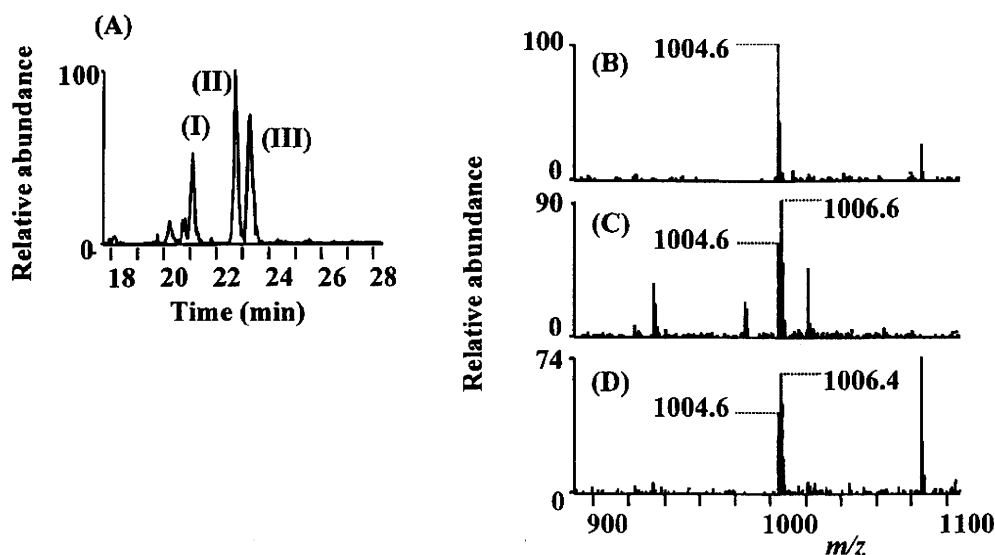 (A)
Relative abundance
100
0
(I)
(II)
(III)
18 20 22 24 26 28
Time (min)
Relative abundance
(B)
100
0
1004.6
(C)
90
0
1004.6
1006.6
(D)
74
0
1004.6
1006.4
900 1000 1100
m/z